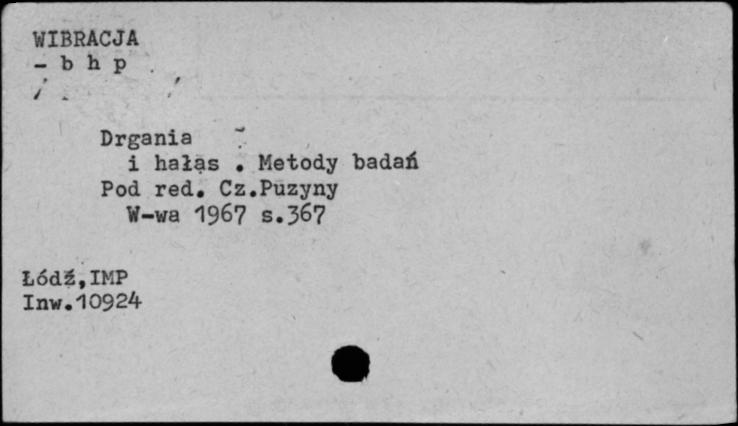 WIBRACJA
- b h p
Drgania
i hałas . Metody badań
Pod red. Cz.Puzyny
W-wa 1967 s.367
Łódź,IMP
Inw.10924